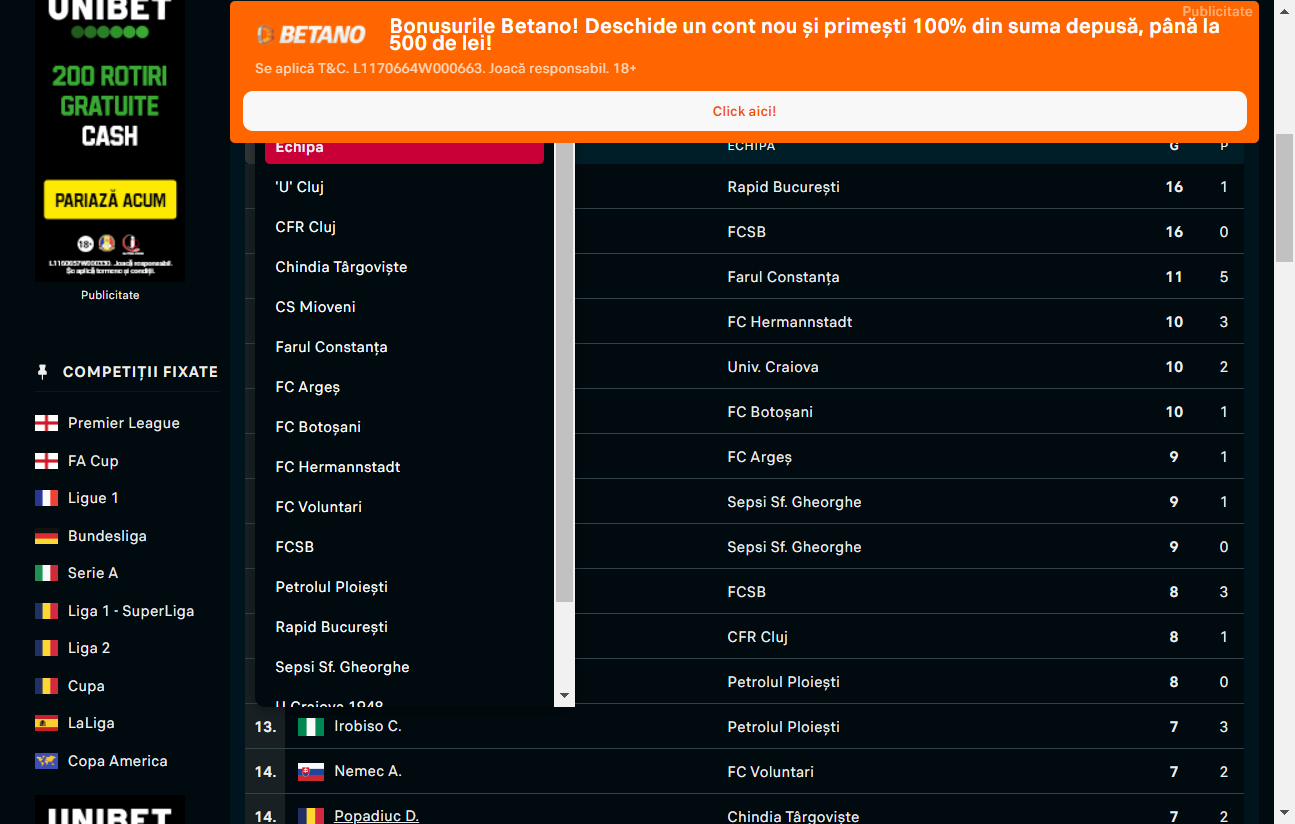 UNIBET
200 ROTIRI
GRATUITE
CASH
PARIAZĂ ACUM
18+
L1160657W000330. Joacă responsabil.
Se aplică termeni și condiții.
Publicitate
COMPETIȚII FIXATE
Premier League
FA Cup
Ligue 1
Bundesliga
Serie A
Liga 1 - SuperLiga
Liga 2
Cupa
LaLiga
Copa America
UNIBET
Publicitate
BETANO
Bonusurile Betano! Deschide un cont nou și primești 100% din suma depusă, până la
500 de lei!
Se aplică T&C. L1170664W000663. Joacă responsabil. 18+
Click aici!
Echipa
'U' Cluj
CFR Cluj
Chindia Târgoviște
CS Mioveni
Farul Constanța
FC Argeș
FC Botoșani
FC Hermannstadt
FC Voluntari
FCSB
Petrolul Ploiești
Rapid București
Sepsi Sf. Gheorghe
U Craiova 1948
ECHIPA G P
Rapid București 16 1
FCSB 16 0
Farul Constanța 11 5
FC Hermannstadt 10 3
Univ. Craiova 10 2
FC Botoșani 10 1
FC Argeș 9 1
Sepsi Sf. Gheorghe 9 1
Sepsi Sf. Gheorghe 9 0
FCSB 8 3
CFR Cluj 8 1
Petrolul Ploiești 8 0
13. Irobiso C. Petrolul Ploiești 7 3
14. Nemec A. FC Voluntari 7 2
14. Popadiuc D. Chindia Târgoviște 7 2